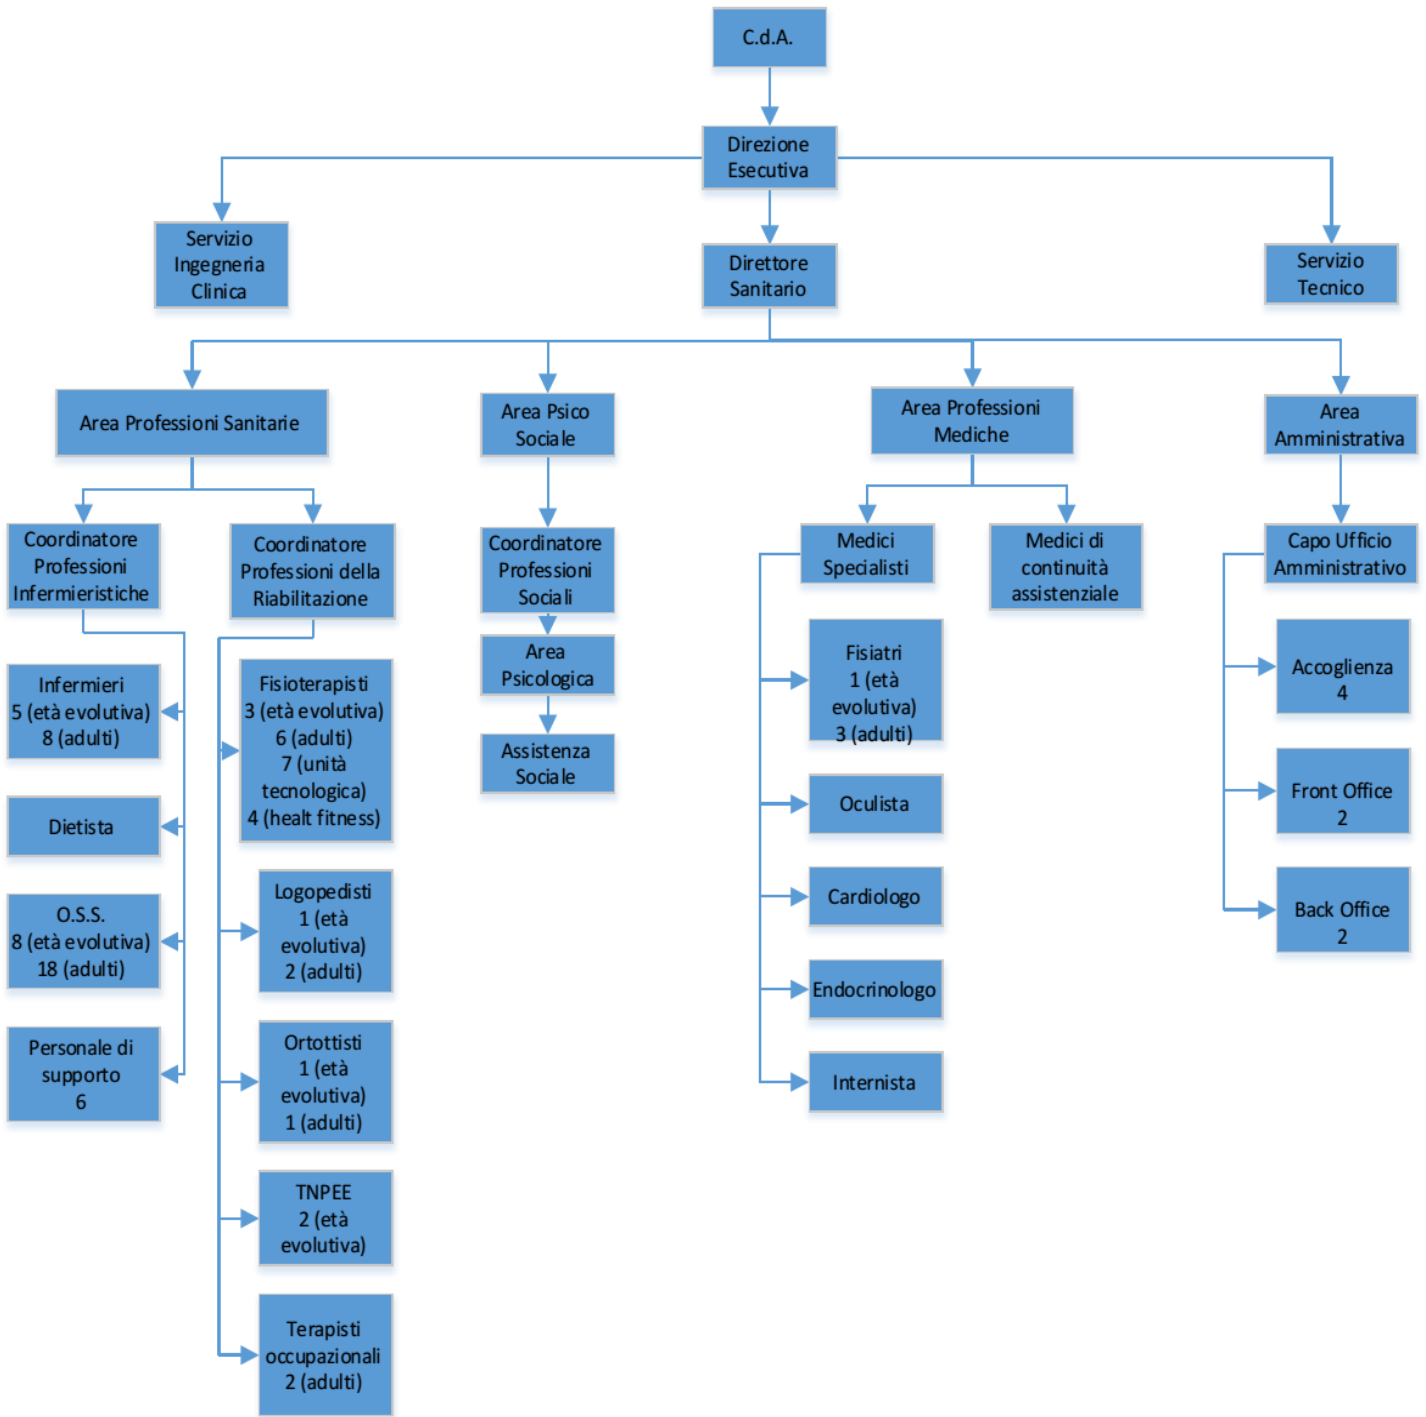 C.d.A.
Direzione
Esecutiva
Servizio
Ingegneria
Clinica
Direttore
Sanitario
Servizio
Tecnico
Area Professioni Sanitarie
Area Psico
Sociale
Area Professioni
Mediche
Area
Amministrativa
Coordinatore
Professioni
Infermieristiche
Coordinatore
Professioni della
Riabilitazione
Coordinatore
Professioni
Sociali
Medici
Specialisti
Medici di
continuità
assistenziale
Capo Ufficio
Amministrativo
Infermieri
5 (età evolutiva)
8 (adulti)
Dietista
O.S.S.
8 (età evolutiva)
18 (adulti)
Personale di
supporto
6
Fisioterapisti
3 (età evolutiva)
6 (adulti)
7 (unità
tecnologica)
4 (healt fitness)
Logopedisti
1 (età
evolutiva)
2 (adulti)
Ortottisti
1 (età
evolutiva)
1 (adulti)
TNPEE
2 (età
evolutiva)
Terapisti
occupazionali
2 (adulti)
Area
Psicologica
Assistenza
Sociale
Fisiatri
1 (età
evolutiva)
3 (adulti)
Oculista
Cardiologo
Endocrinologo
Internista
Accoglienza
4
Front Office
2
Back Office
2